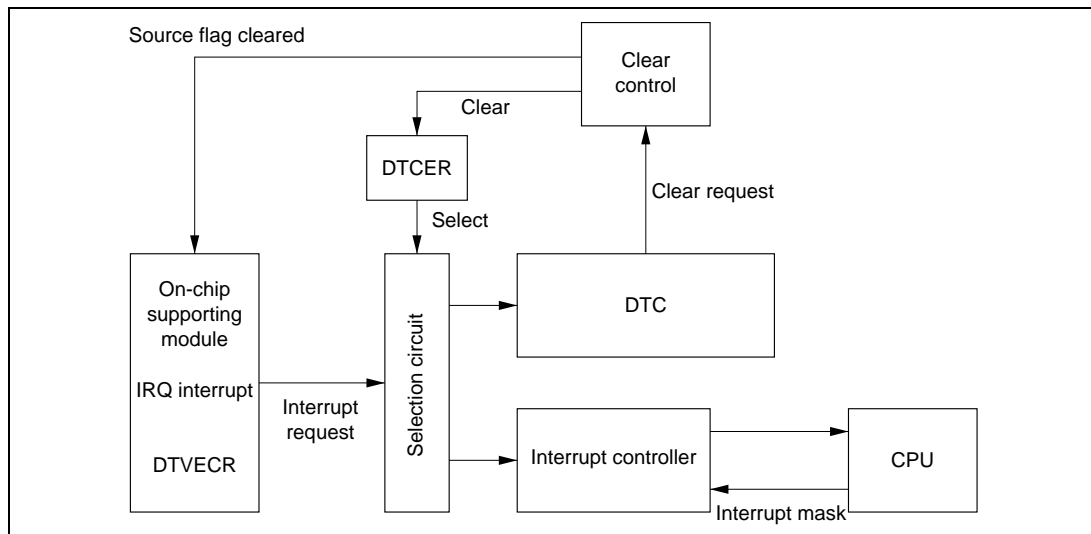 Source flag cleared
Clear
control
Clear
DTCER
Clear request
Select
On-chip
supporting
module
IRQ interrupt
DTVECR
Interrupt
request
Selection circuit
DTC
Interrupt controller
CPU
Interrupt mask